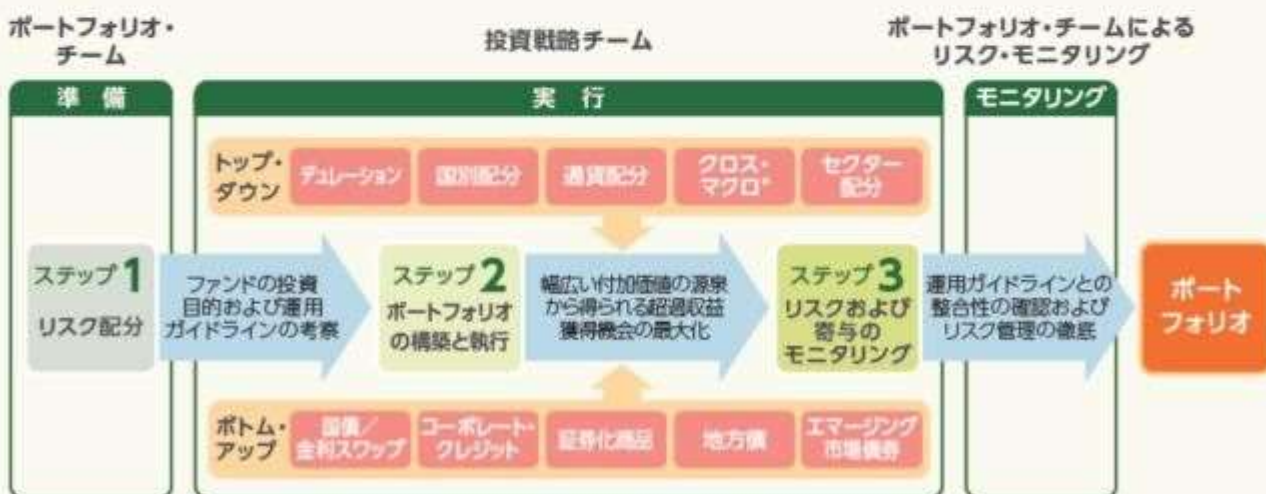 ポートフォリオ・
チーム
投資戦略チーム
ポートフォリオ・チームによる
リスク・モニタリング
準 備
実 行
モニタリング
トップ・
ダウン
デュレーション
国別配分
通貨配分
クロス・
マクロ*
セクター
配分
ステップ1
リスク配分
ファンドの投資
目的および運用
ガイドラインの考察
ステップ2
ポートフォリオ
の構築と執行
幅広い付加価値の源泉
から得られる超過収益
獲得機会の最大化
ステップ3
リスクおよび
寄与の
モニタリング
運用ガイドラインとの
整合性の確認および
リスク管理の徹底
ポート
フォリオ
ボトム・
アップ
国債/
金利スワップ
コーポレート・
クレジット
証券化商品
地方債
エマージング
市場債券